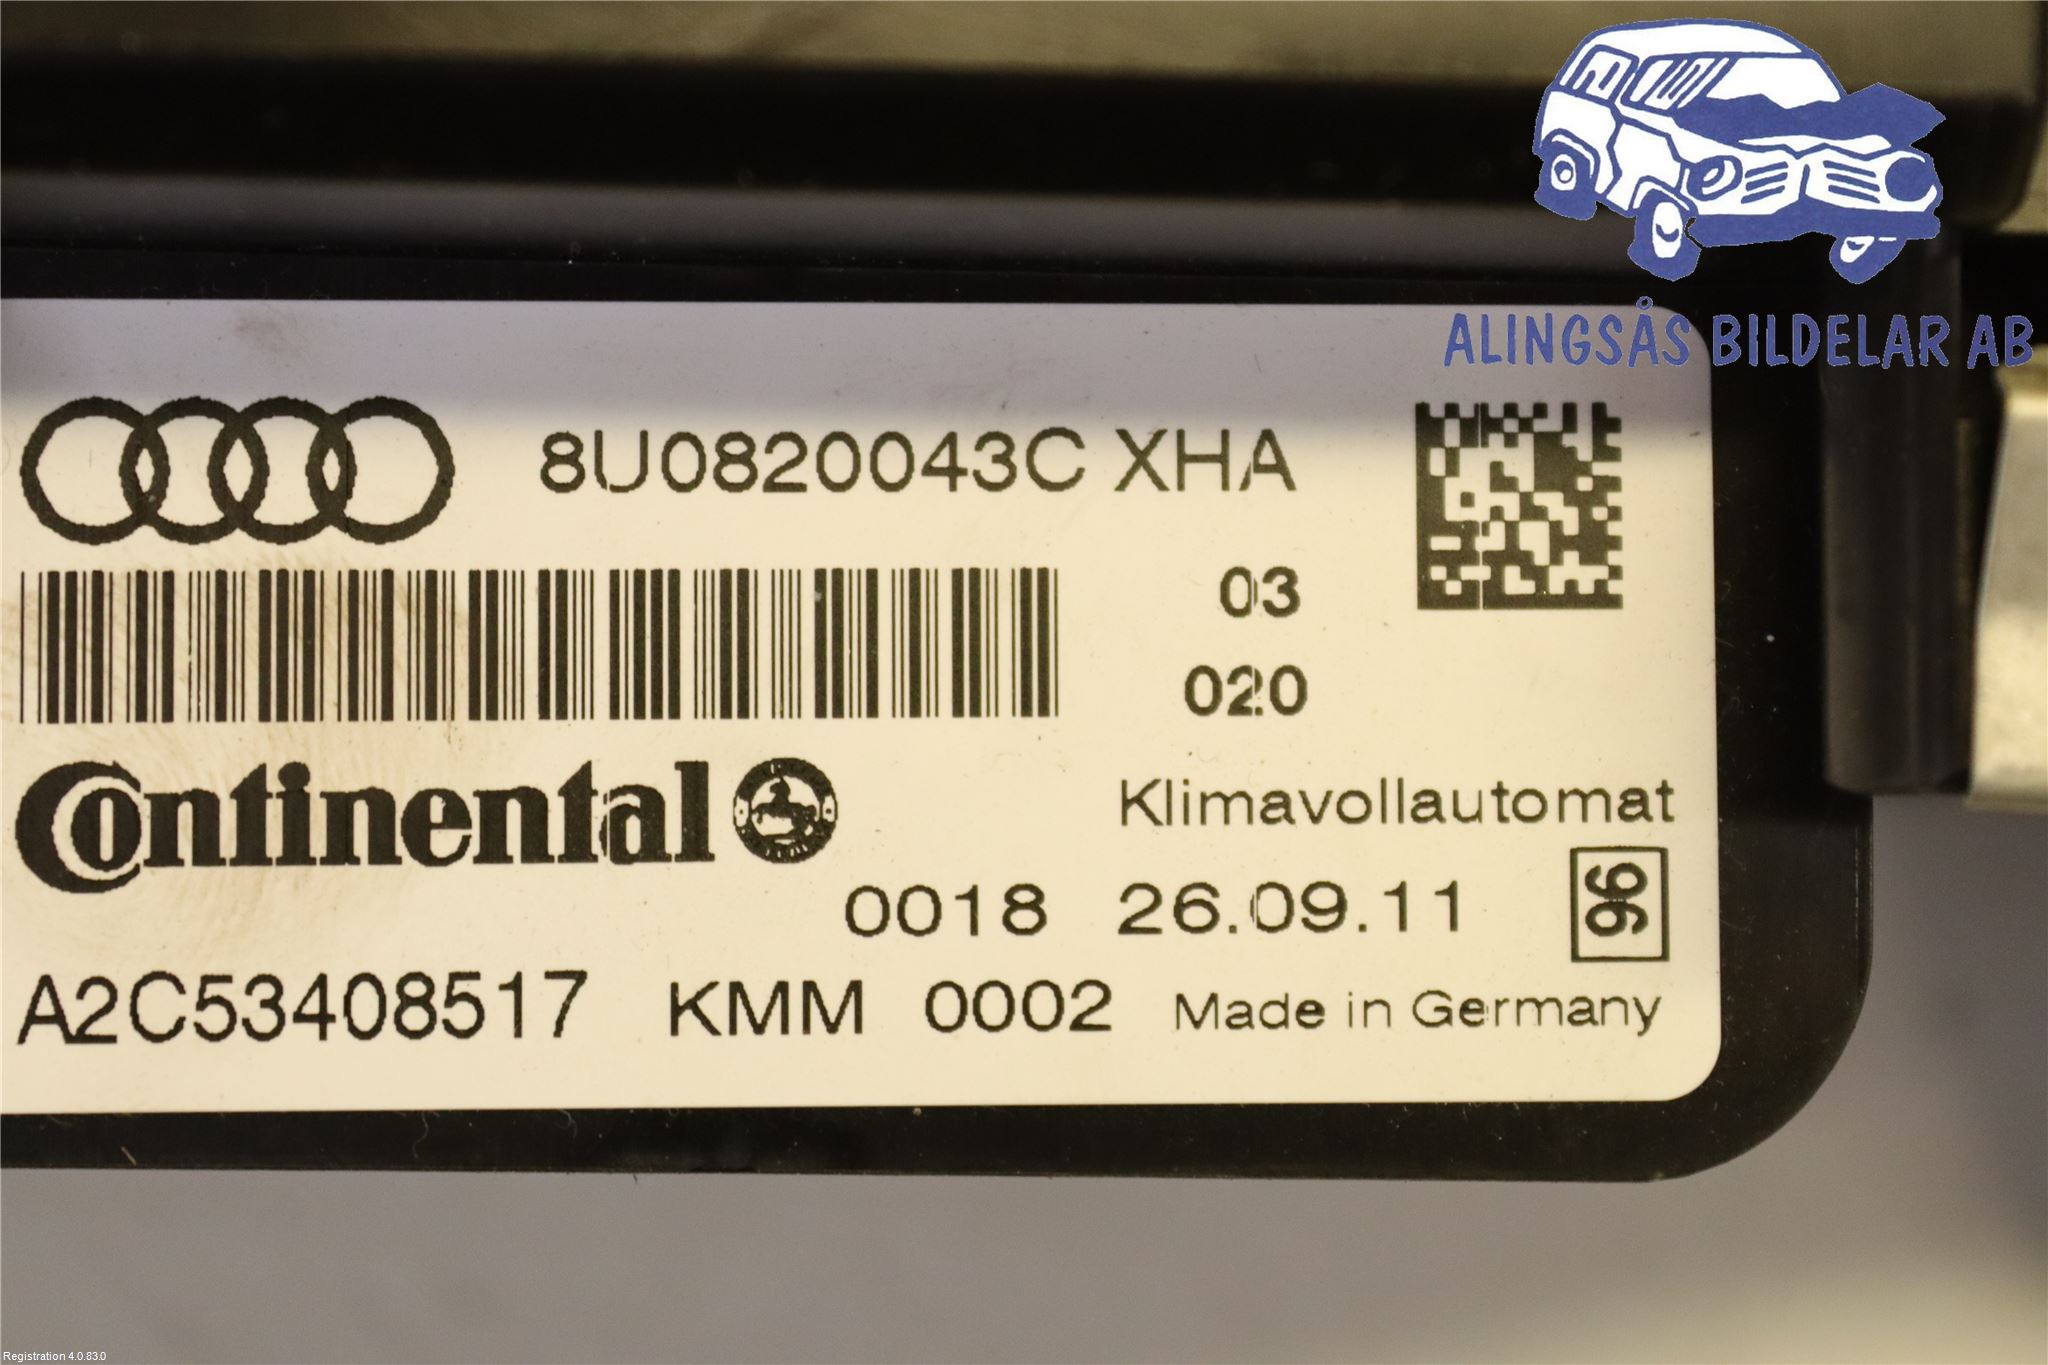 ALINGSÅS BILDELAR AB
8U0820043C XHA
03
020
Continental
Klimavollautomat
0018 26.09.11
96
A2C53408517 KMM 0002 Made in Germany
Registration 4.0.83.0